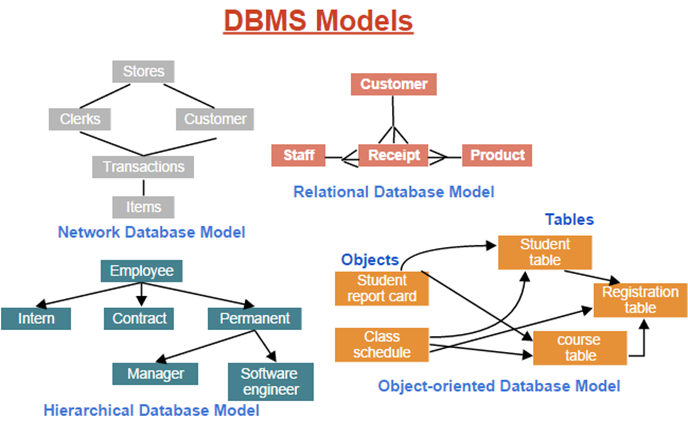 DBMS Models
Stores
Clerks
Customer
Transactions
Items
Network Database Model
Customer
Staff
Receipt
Product
Relational Database Model
Employee
Intern
Contract
Permanent
Manager
Software
engineer
Hierarchical Database Model
Tables
Objects
Student
table
Student
report card
Registration
table
Class
schedule
course
table
Object-oriented Database Model